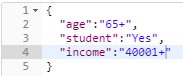 1 {
2 "age":"65+",
3 "student":"Yes",
4 "income":"40001+"
5 }